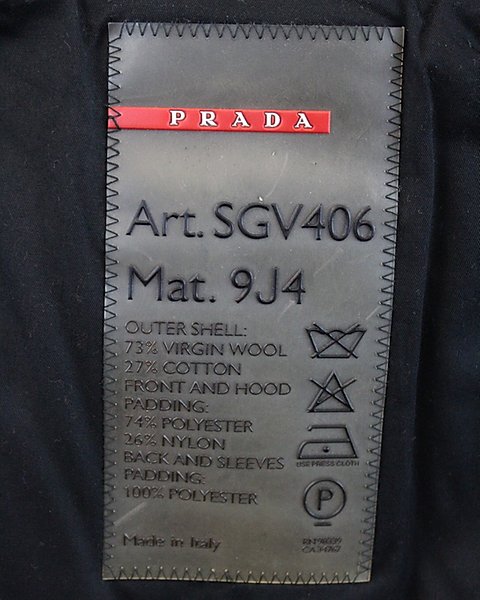 PRADA
Art. SGV406
Mat. 9J4
OUTER SHELL:
73% VIRGIN WOOL
27% COTTON
FRONT AND HOOD
PADDING:
74% POLYESTER
26% NYLON
BACK AND SLEEVES
PADDING:
100% POLYESTER
USE PRESS CLOTH
P
Made in Italy